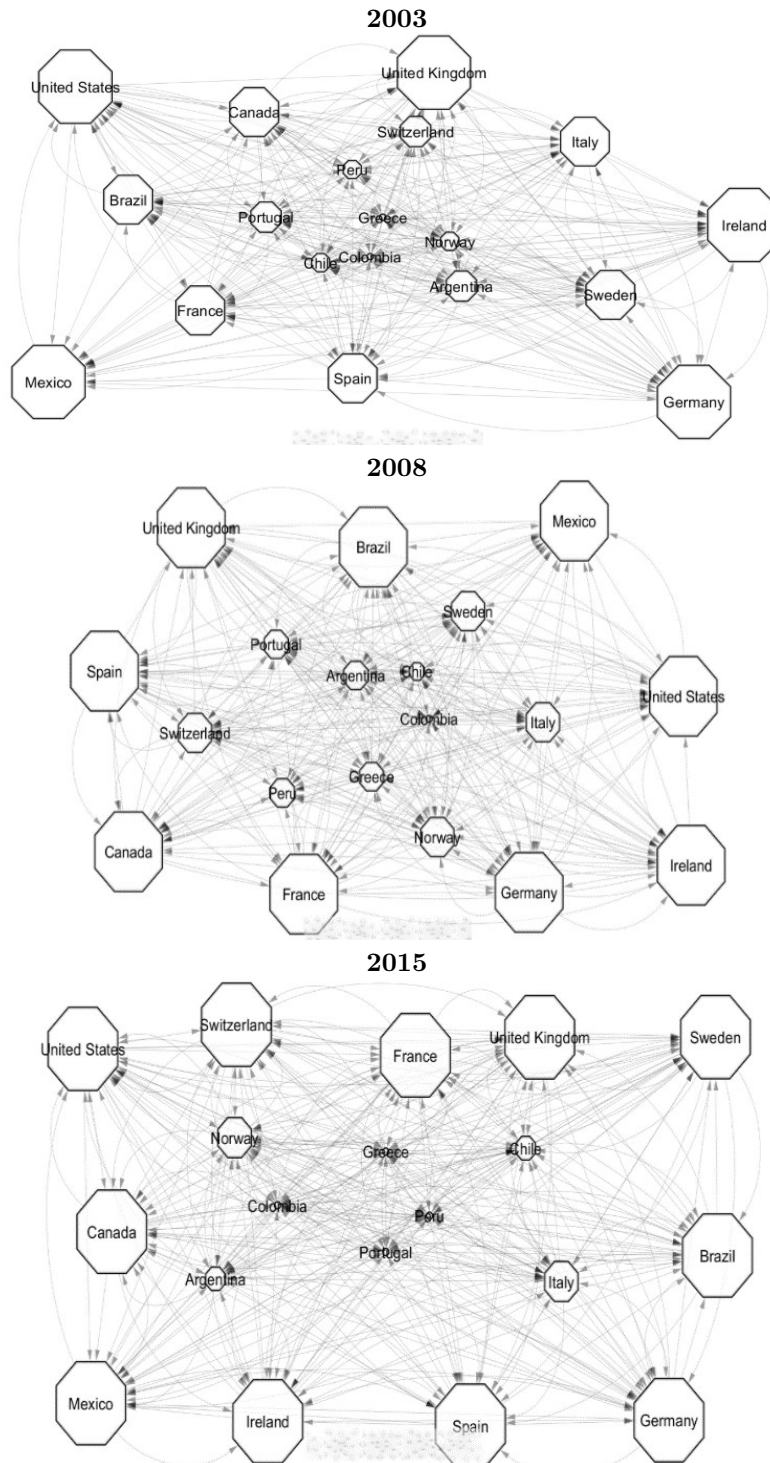 2003
United States
United Kingdom
Canada
Switzerland
Italy
Peru
Brazil
Portugal
Greece
Ireland
Norway
Chile
Colombia
Argentina
Sweden
France
Mexico
Spain
Germany
2008
United Kingdom
Mexico
Brazil
Sweden
Portugal
Spain
Argentina
Chile
United States
Colombia
Italy
Switzerland
Greece
Peru
Norway
Canada
Ireland
France
Germany
2015
Switzerland
United States
France
United Kingdom
Sweden
Norway
Greece
Chile
Colombia
Peru
Canada
Portugal
Brazil
Argentina
Italy
Mexico
Ireland
Spain
Germany